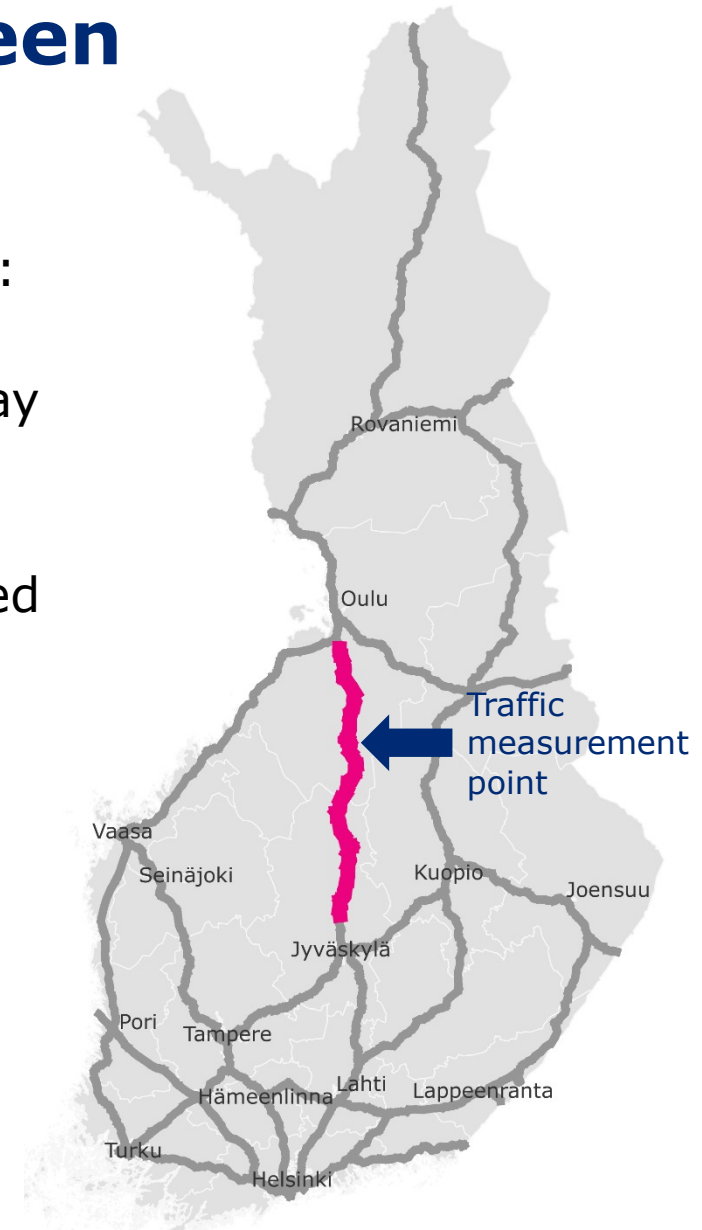 een
:
ay
ed
Rovaniemi
Oulu
Traffic
measurement
point
Vaasa
Seinäjoki
Kuopio
Joensuu
Jyväskylä
Pori
Tampere
Lahti
Hämeenlinna
Lappeenranta
Turku
Helsinki